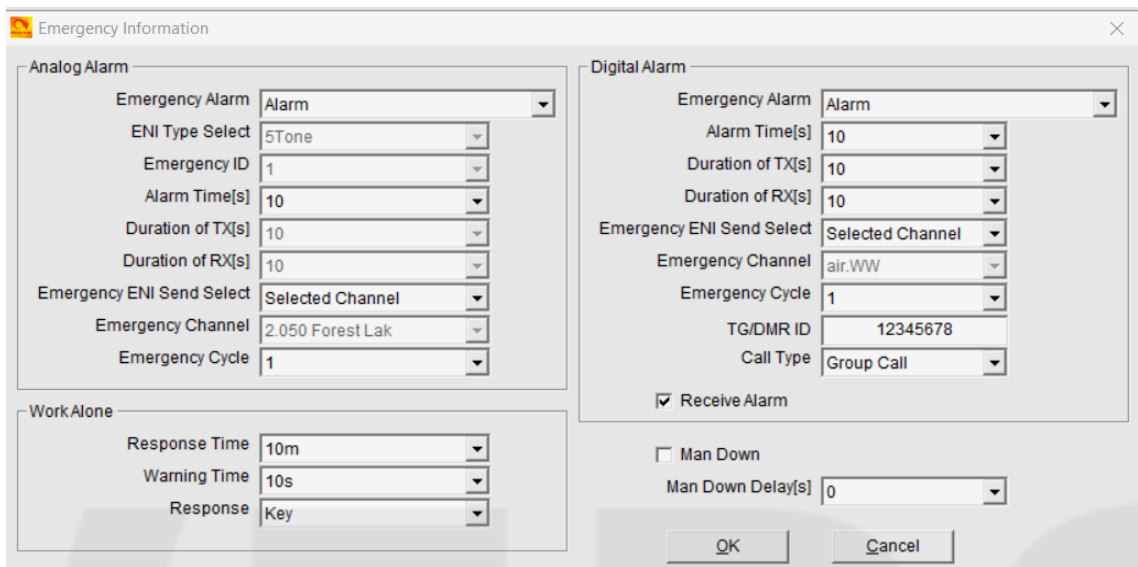 Emergency Information
Analog Alarm
Emergency Alarm Alarm
ENI Type Select 5Tone
Emergency ID 1
Alarm Time[s] 10
Duration of TX[s] 10
Duration of RX[s] 10
Emergency ENI Send Select Selected Channel
Emergency Channel 2.050 Forest Lak
Emergency Cycle 1
Work Alone
Response Time 10m
Warning Time 10s
Response Key
Digital Alarm
Emergency Alarm Alarm
Alarm Time[s] 10
Duration of TX[s] 10
Duration of RX[s] 10
Emergency ENI Send Select Selected Channel
Emergency Channel air.WW
Emergency Cycle 1
TG/DMR ID 12345678
Call Type Group Call
Receive Alarm
Man Down
Man Down Delay[s] 0
OK Cancel